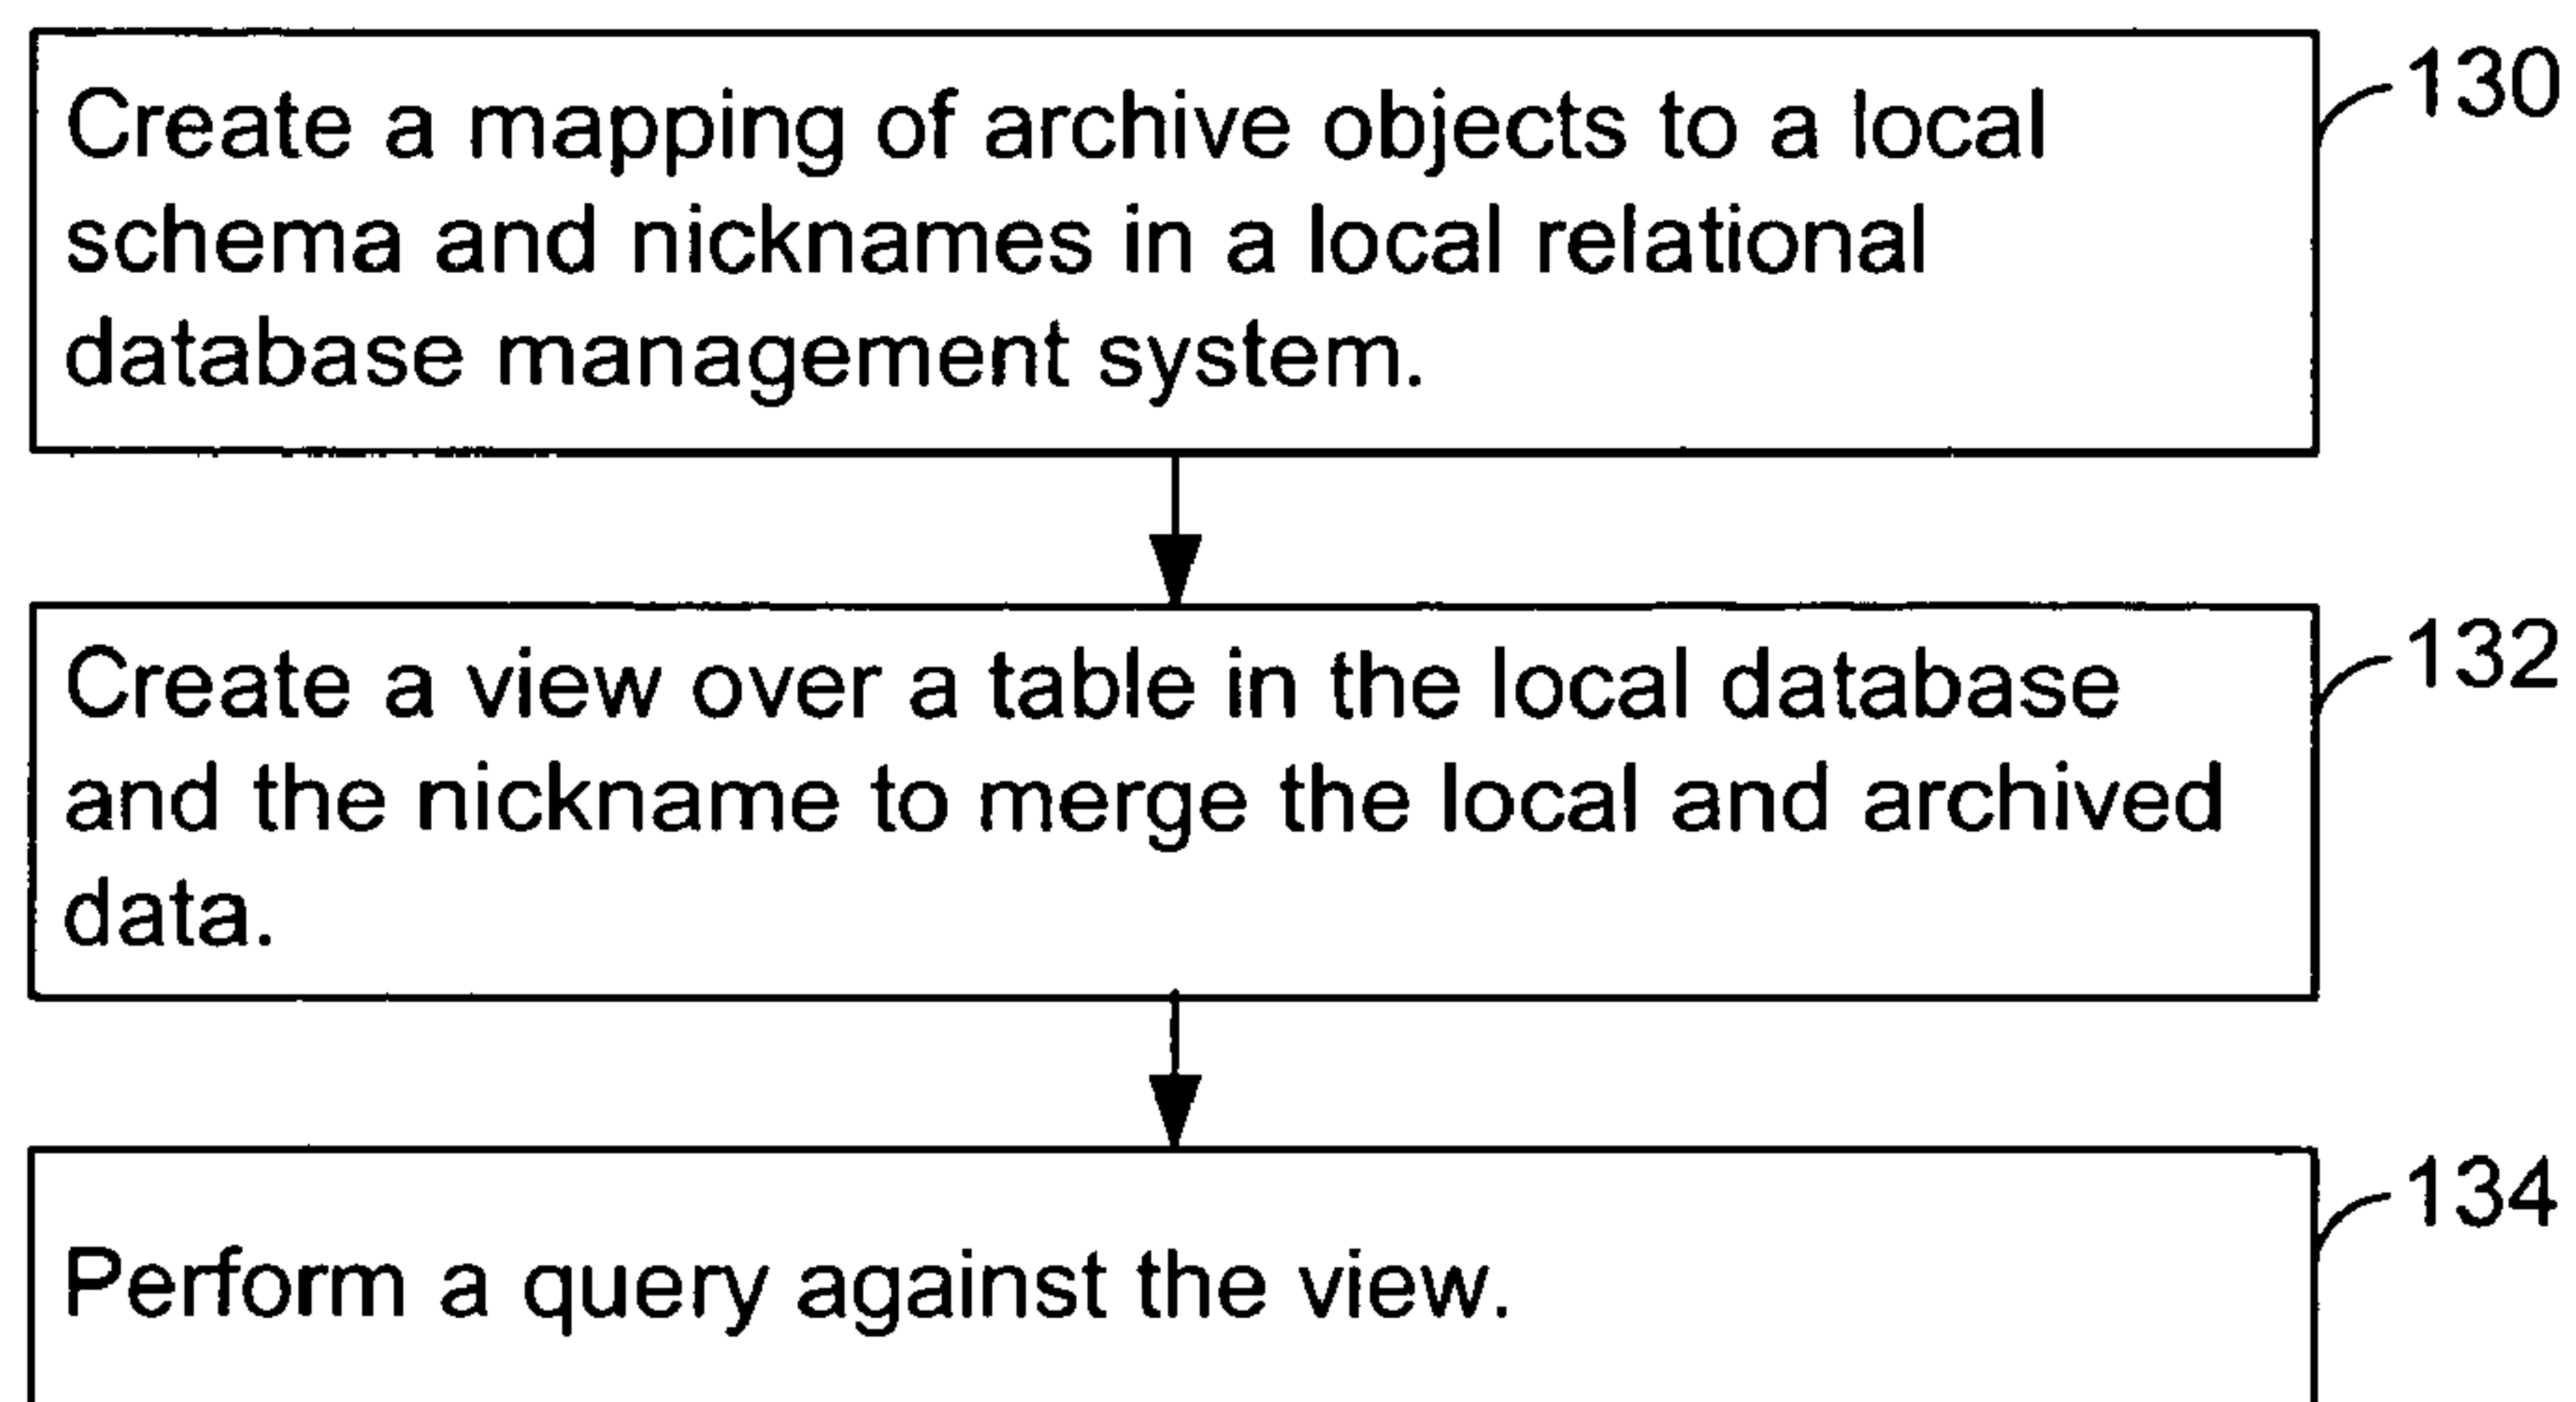 Create a mapping of archive objects to a local
schema and nicknames in a local relational
database management system.
130
Create a view over a table in the local database
and the nickname to merge the local and archived
data.
132
Perform a query against the view.
134